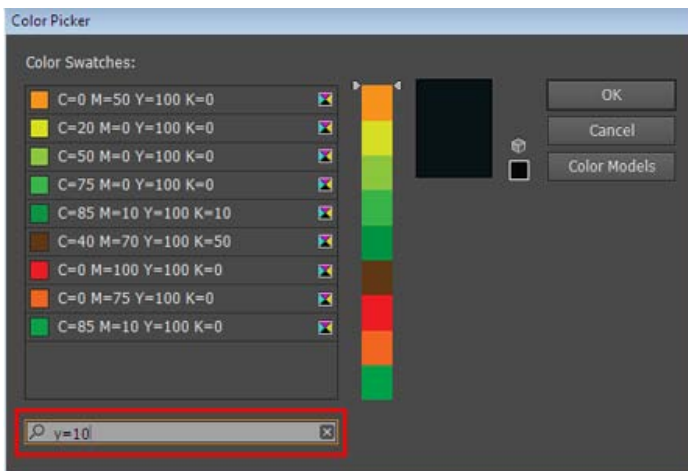 Color Picker
Color Swatches:
C=0 M=50 Y=100 K=0
C=20 M=0 Y=100 K=0
C=50 M=0 Y=100 K=0
C=75 M=0 Y=100 K=0
C=85 M=10 Y=100 K=10
C=40 M=70 Y=100 K=50
C=0 M=100 Y=100 K=0
C=0 M=75 Y=100 K=0
C=85 M=10 Y=100 K=0
y=10
OK
Cancel
Color Models